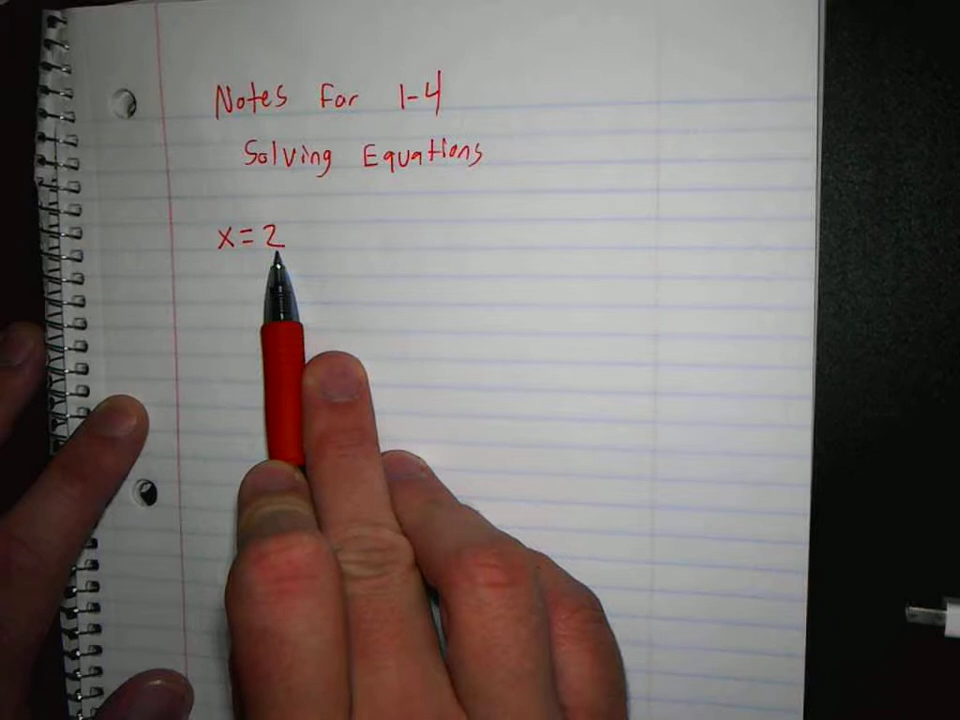 Notes For 1-4
Solving Equations
x = 2